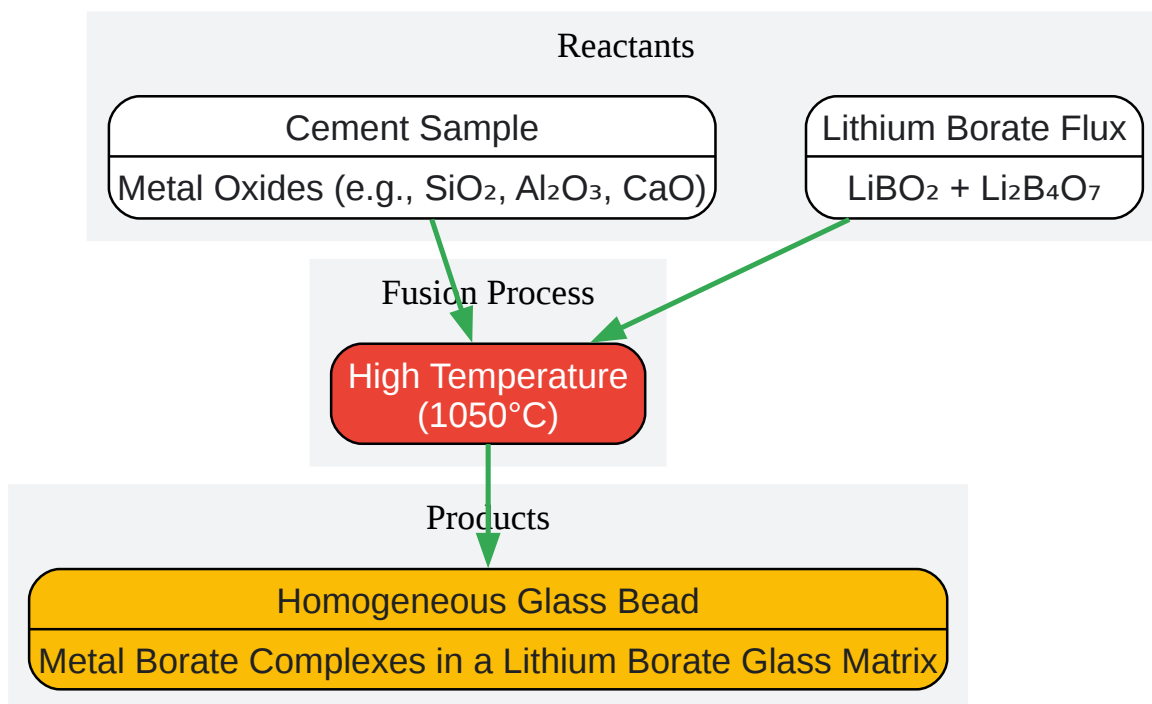 Reactants
Cement Sample
Metal Oxides (e.g., SiO₂, Al₂O₃, CaO)
Lithium Borate Flux
LiBO₂ + Li₂B₄O₇
Fusion Process
High Temperature
(1050°C)
Products
Homogeneous Glass Bead
Metal Borate Complexes in a Lithium Borate Glass Matrix